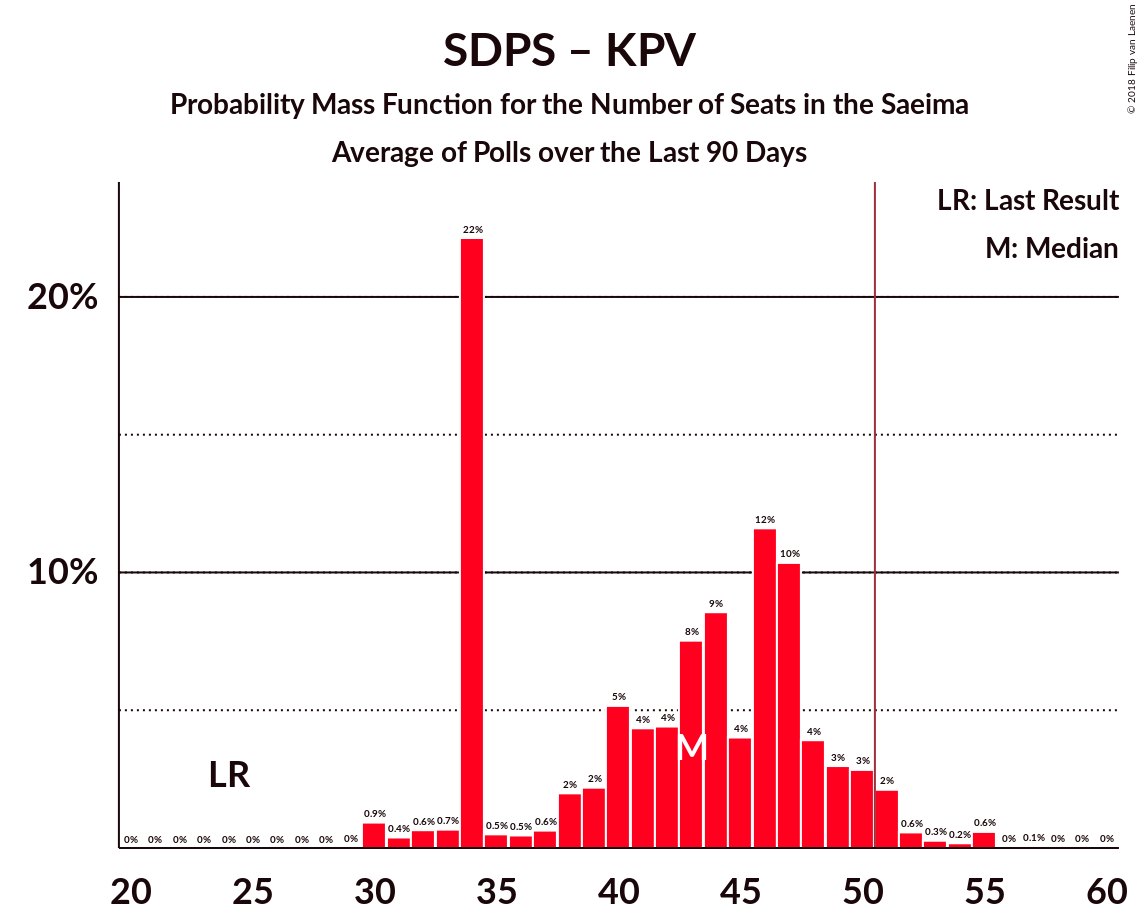 SDPS – KPV
Probability Mass Function for the Number of Seats in the Saeima
Average of Polls over the Last 90 Days
© 2018 Filip van Laenen
LR: Last Result
M: Median
20%
10%
22%
12%
10%
9%
8%
5%
4% 4% 4% 4%
3% 3%
2% 2% 2%
0.9% 0.4% 0.6% 0.7% 0.5% 0.5% 0.6% 0.6% 0.3% 0.2% 0.6%
0% 0% 0% 0% 0% 0% 0% 0% 0% 0% 0% 0.1% 0% 0% 0%
LR
M
20 25 30 35 40 45 50 55 60